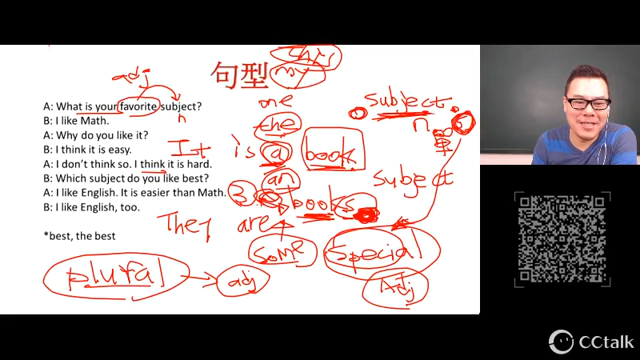 this
my
句型
adj
A: What is your favorite subject?
n
B: I like Math.
A: Why do you like it?
B: I think it is easy.
A: I don't think so. I think it is hard.
B: Which subject do you like best?
A: I like English. It is easier than Math.
B: I like English, too.
*best, the best
one
the
It is a book
an
3 books
They are
some
subject
n
subject
special
Adj
plural
adj
CCtalk